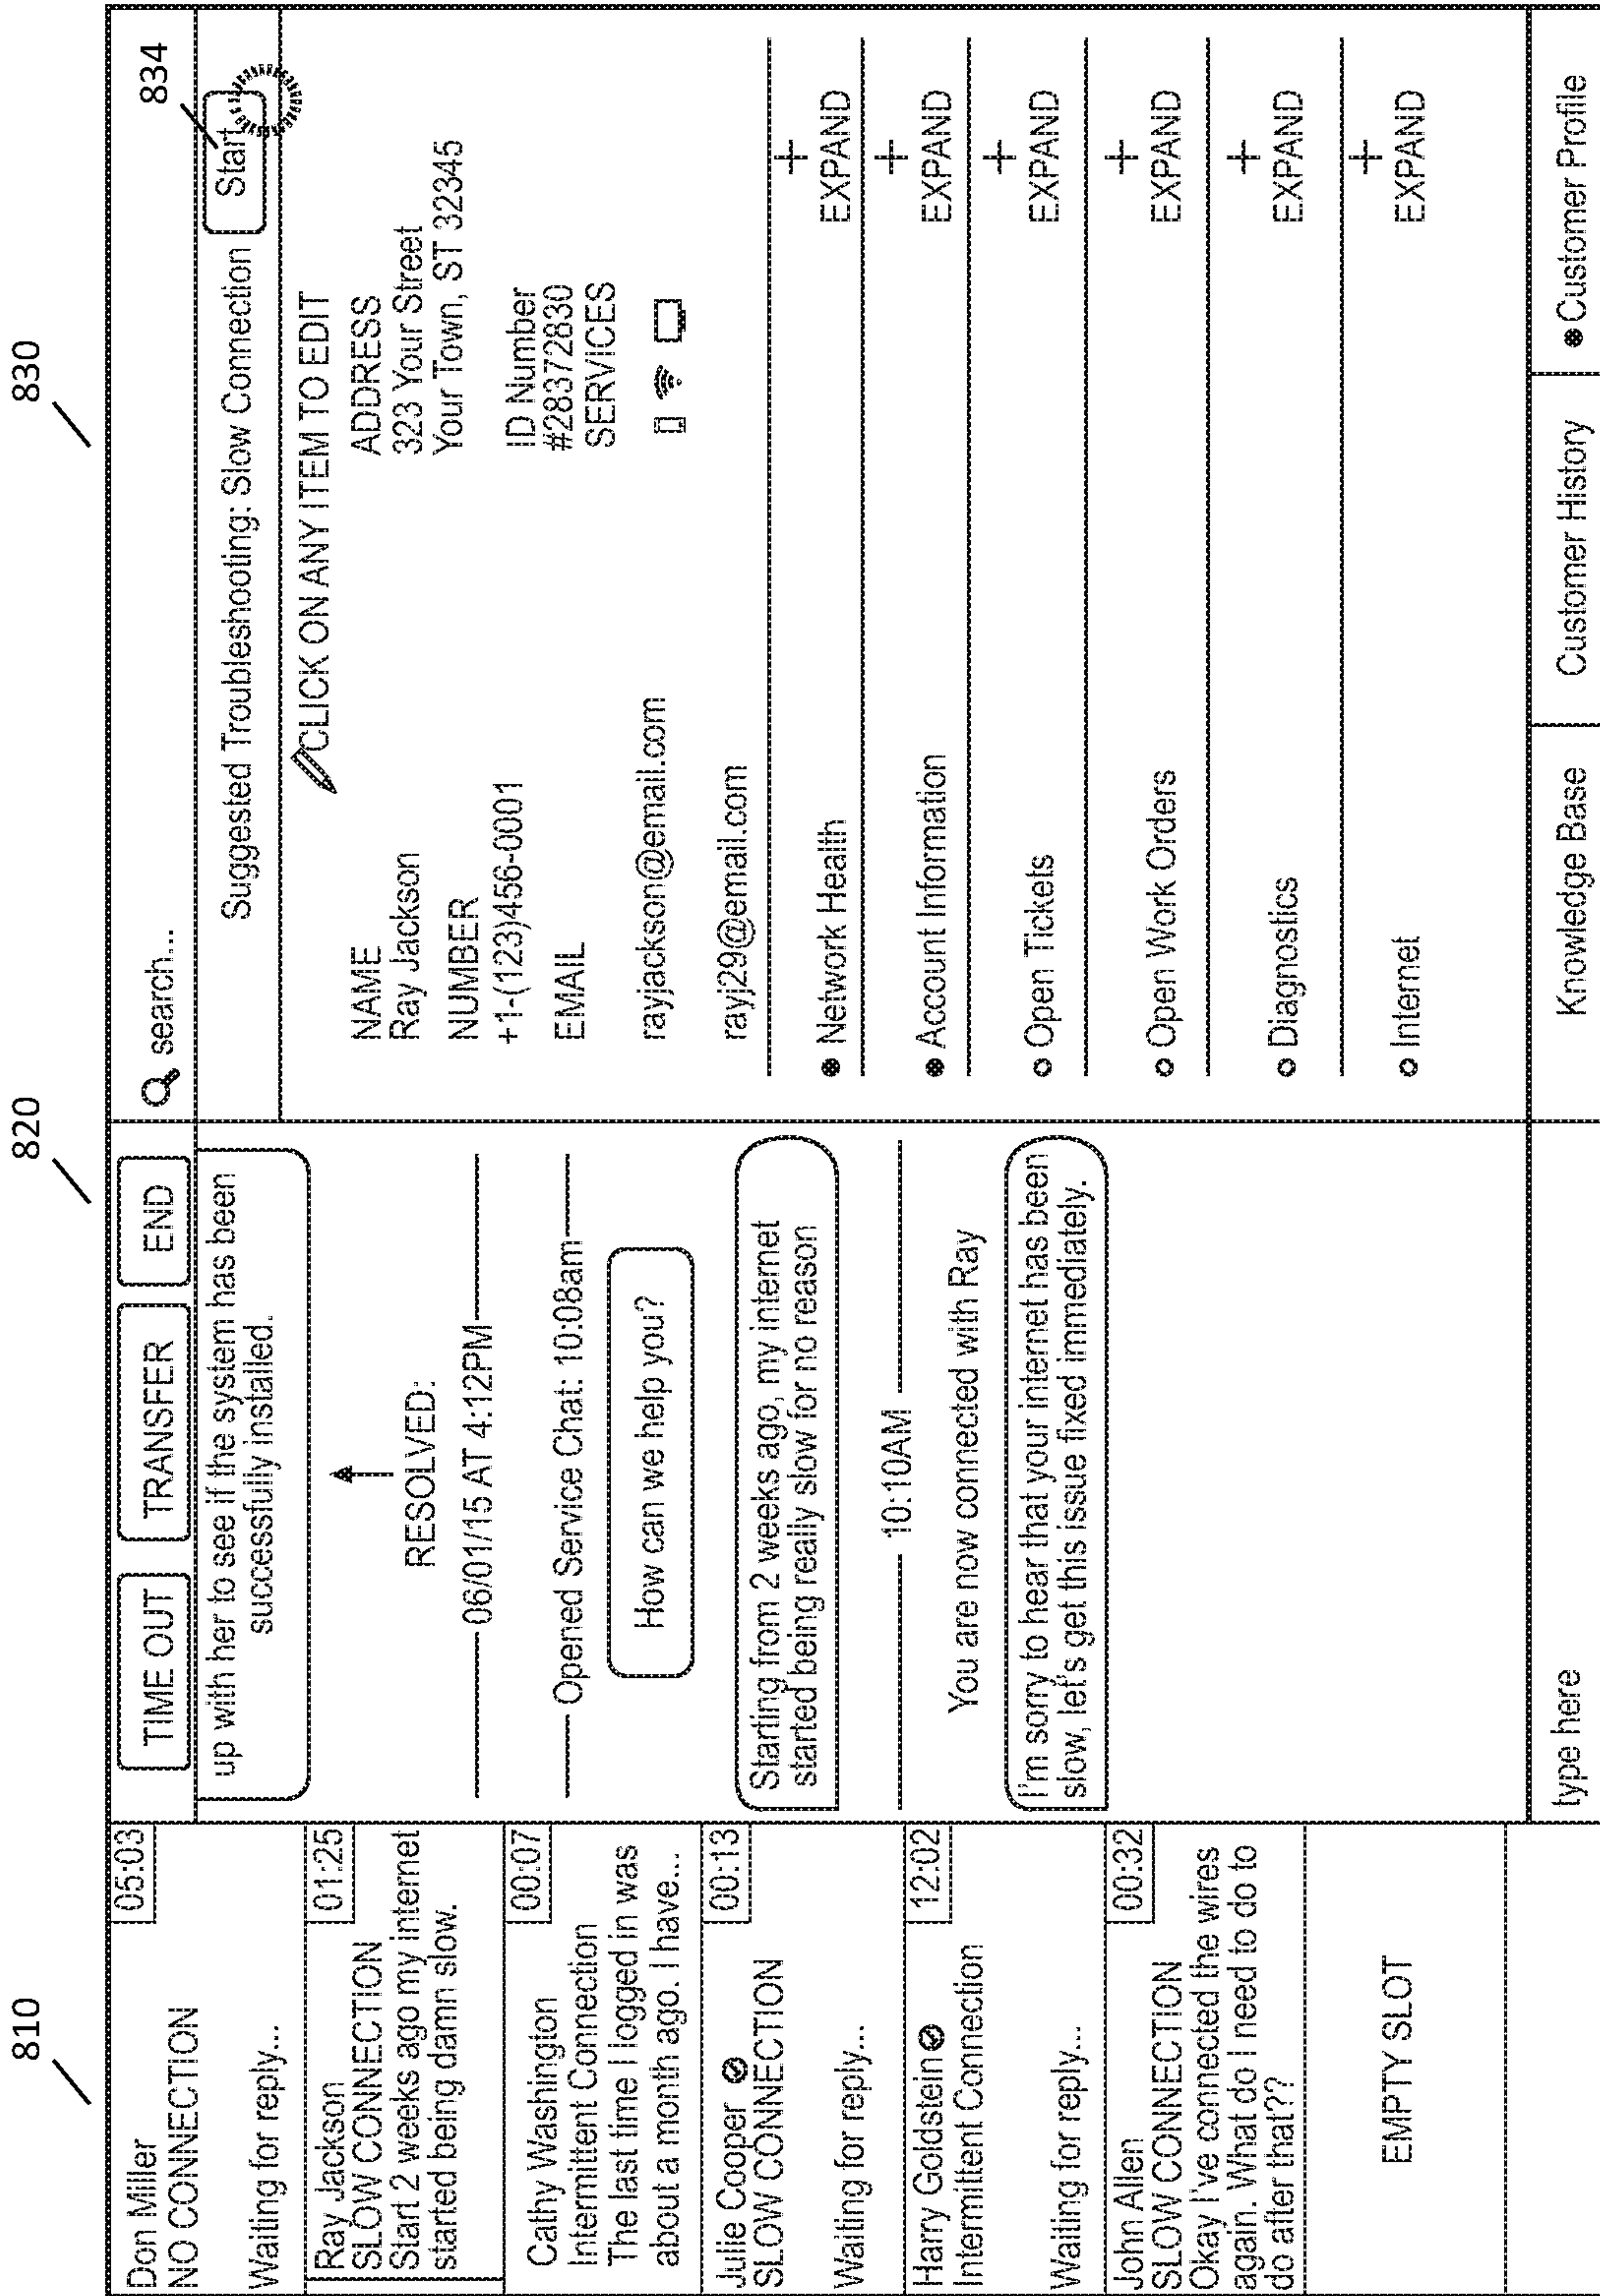 810
820
830
Don Miller
05:03
NO CONNECTION
Waiting for reply...
Ray Jackson
01:25
SLOW CONNECTION
Start 2 weeks ago my internet
started being damn slow.
Cathy Washington
00:07
Intermittent Connection
The last time I logged in was
about a month ago. I have...
Julie Cooper
00:13
SLOW CONNECTION
Waiting for reply...
Harry Goldstein
12:02
Intermittent Connection
Waiting for reply...
John Allen
00:32
SLOW CONNECTION
Okay I've connected the wires
again. What do I need to do to
do after that??
EMPTY SLOT
TIME OUT TRANSFER END
up with her to see if the system has been
successfully installed.
RESOLVED:
06/01/15 AT 4:12PM
Opened Service Chat: 10:08am
How can we help you?
Starting from 2 weeks ago, my internet
started being really slow for no reason
10:10AM
You are now connected with Ray
I'm sorry to hear that your internet has been
slow, let's get this issue fixed immediately.
type here
search...
834
Suggested Troubleshooting: Slow Connection Start
CLICK ON ANY ITEM TO EDIT
NAME
Ray Jackson
NUMBER
+1-(123)456-0001
EMAIL
rayjackson@email.com
rayj29@email.com
ADDRESS
323 Your Street
Your Town, ST 32345
ID Number
#28372830
SERVICES
Network Health + EXPAND
Account Information + EXPAND
Open Tickets + EXPAND
Open Work Orders + EXPAND
Diagnostics + EXPAND
Internet + EXPAND
Knowledge Base Customer History Customer Profile